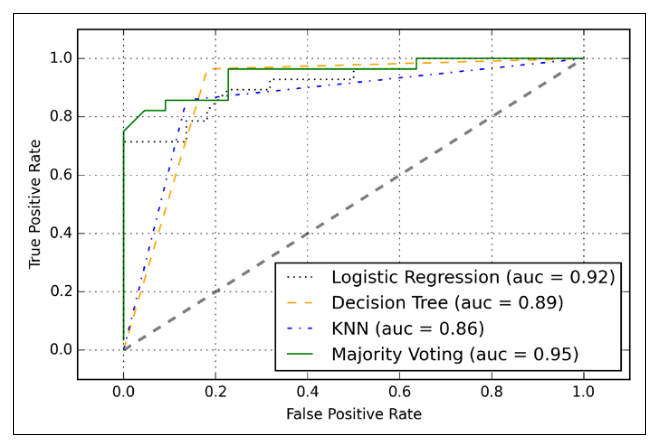 1.0
0.8
0.6
0.4
0.2
0.0
True Positive Rate
Logistic Regression (auc = 0.92)
Decision Tree (auc = 0.89)
KNN (auc = 0.86)
Majority Voting (auc = 0.95)
0.0 0.2 0.4 0.6 0.8 1.0
False Positive Rate